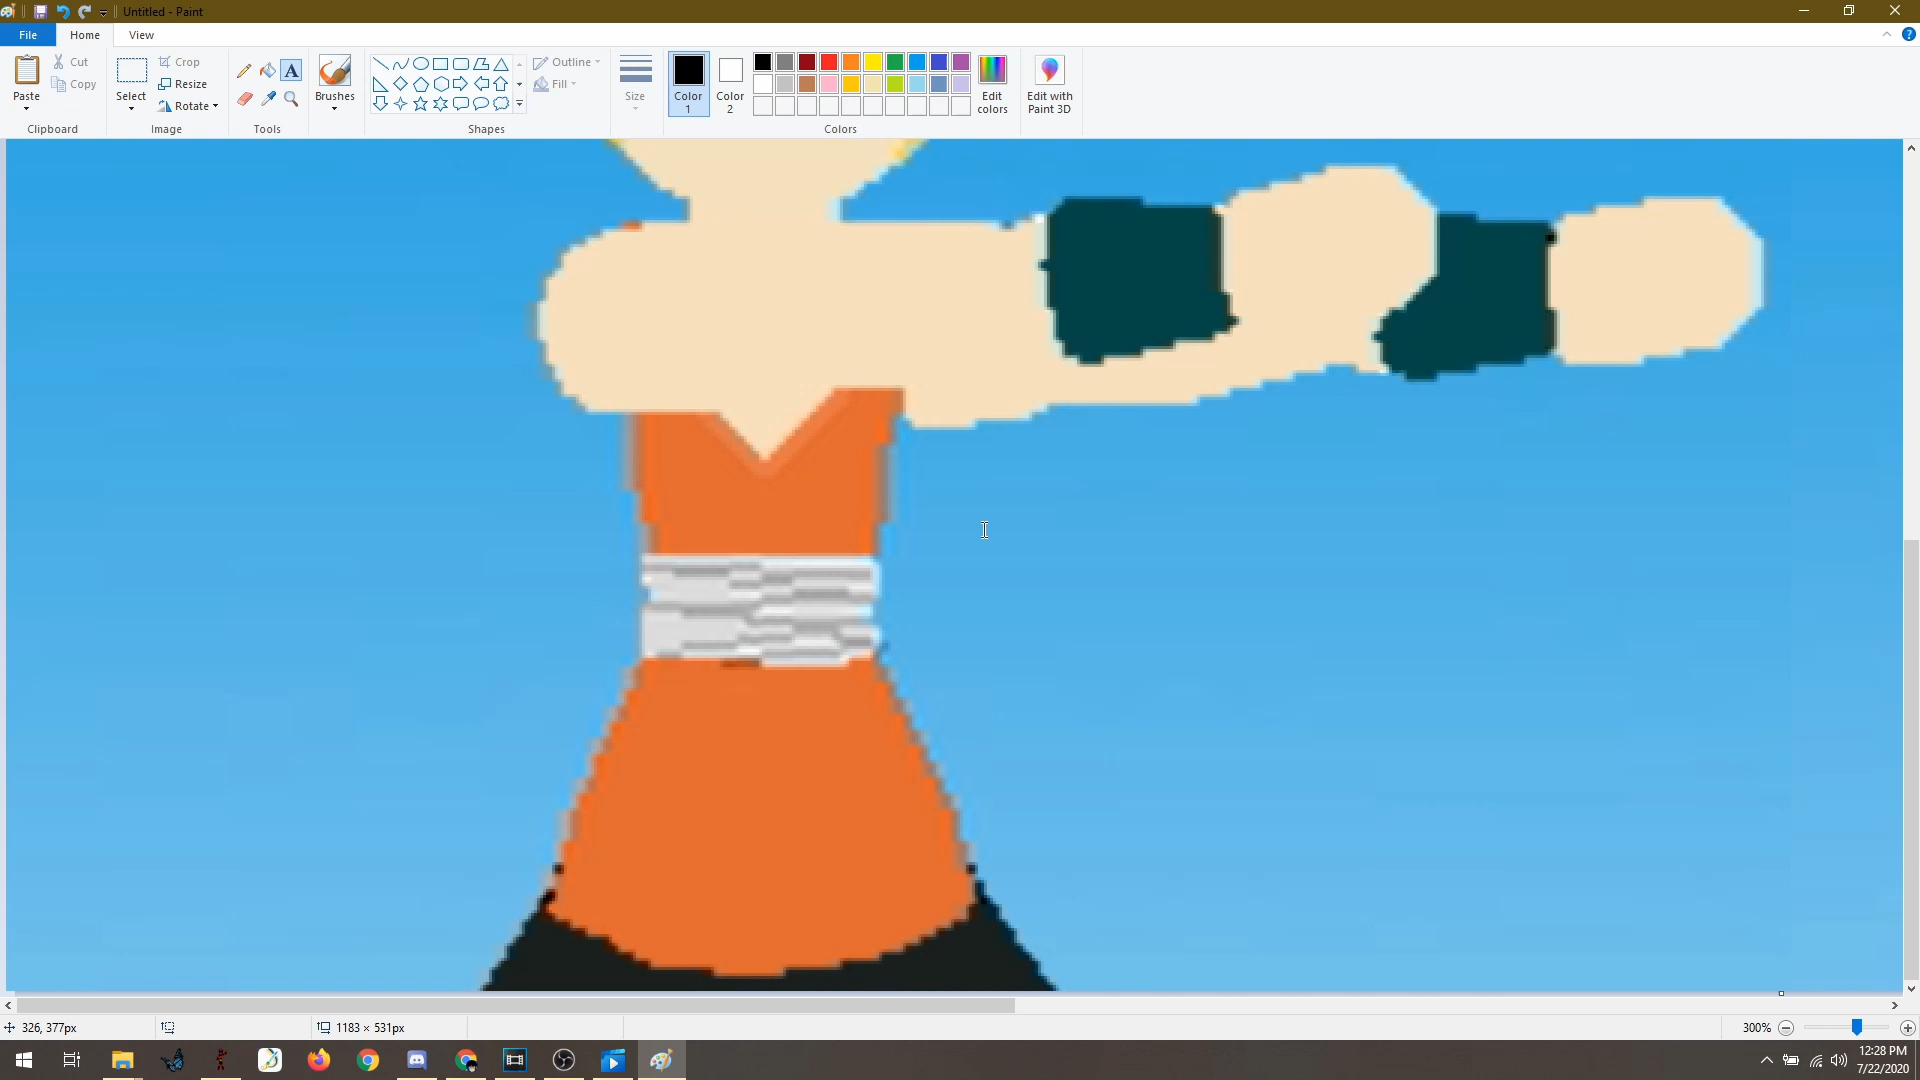 Untitled - Paint
File Home View
Paste
Cut
Copy
Clipboard
Select
Crop
Resize
Rotate
Image
A
Tools
Brushes
Outline
Fill
Shapes
Size
Color
1
Color
2
Edit
colors
Colors
Edit with
Paint 3D
326, 377px
1183 × 531px
300%
12:28 PM
7/22/2020